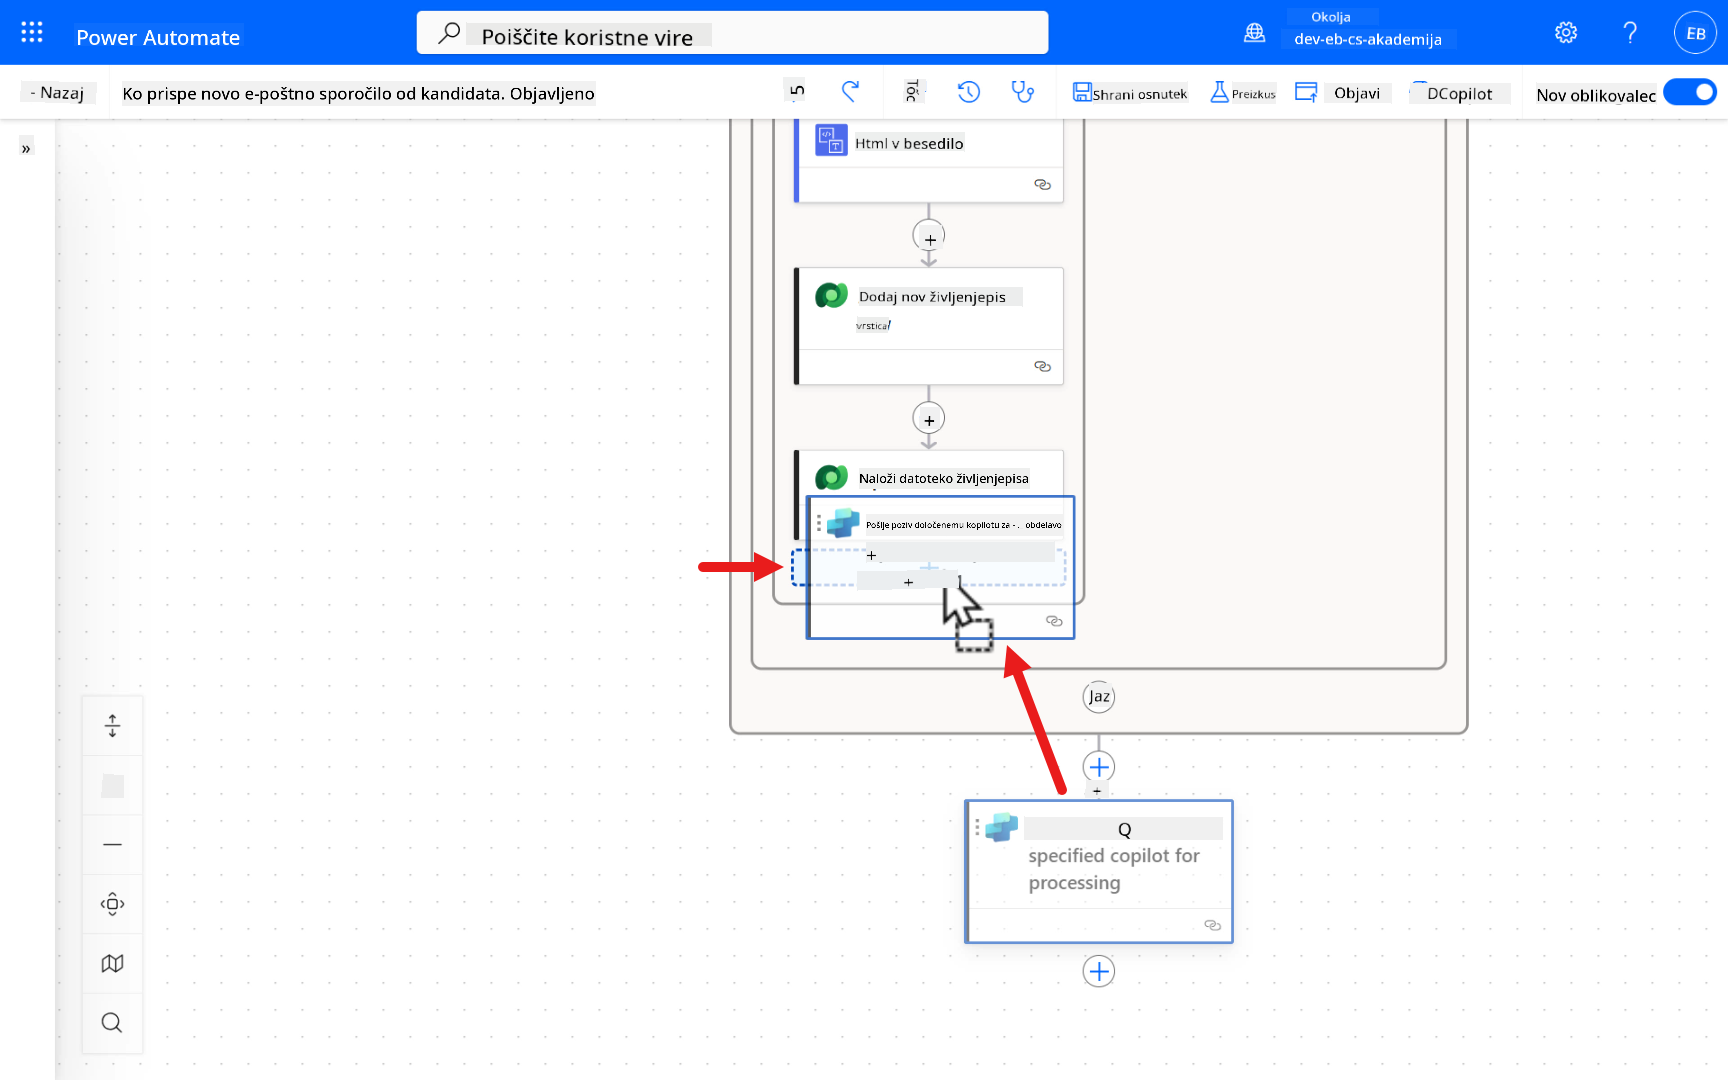 Power Automate
Poiščite koristne vire
Okolja
dev-eb-cs-akademija
?
EB
- Nazaj
Ko prispe novo e-poštno sporočilo od kandidata. Objavljeno
Shrani osnutek
Preizkus
Objavi
DCopilot
Nov oblikovalec
»
Html v besedilo
+
Dodaj nov življenjepis
vrstica/
+
Naloži datoteko življenjepisa
Pošlje poziv določenemu kopilotu za - . obdelavo
+
+
Jaz
+
+
Q
specified copilot for
processing
+